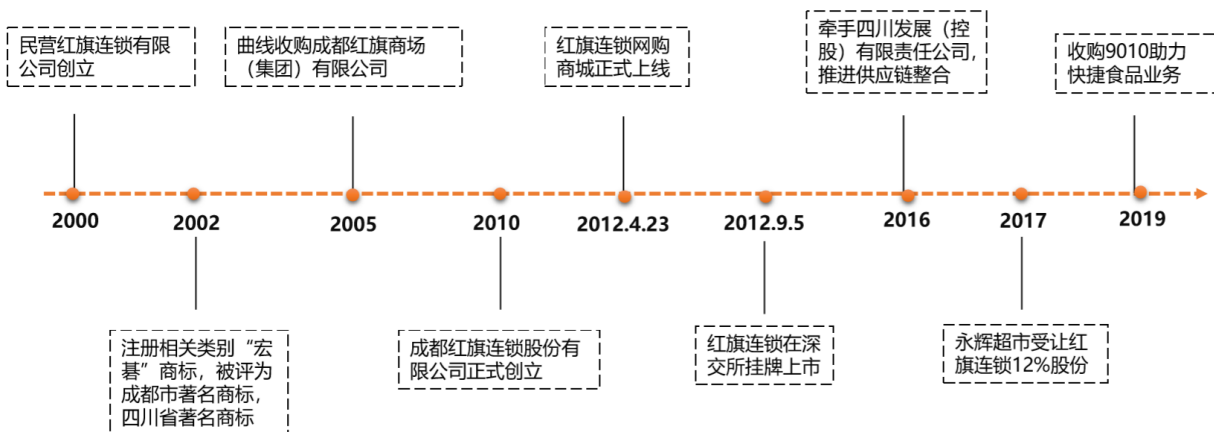 民营红旗连锁有限
公司创立
曲线收购成都红旗商场
（集团）有限公司
红旗连锁网购
商城正式上线
牵手四川发展（控
股）有限责任公司，
推进供应链整合
收购9010助力
快捷食品业务
2000
2002
2005
2010
2012.4.23
2012.9.5
2016
2017
2019
注册相关类别“宏
碁”商标，被评为
成都市著名商标，
四川省著名商标
成都红旗连锁股份有
限公司正式创立
红旗连锁在深
交所挂牌上市
永辉超市受让红
旗连锁12%股份